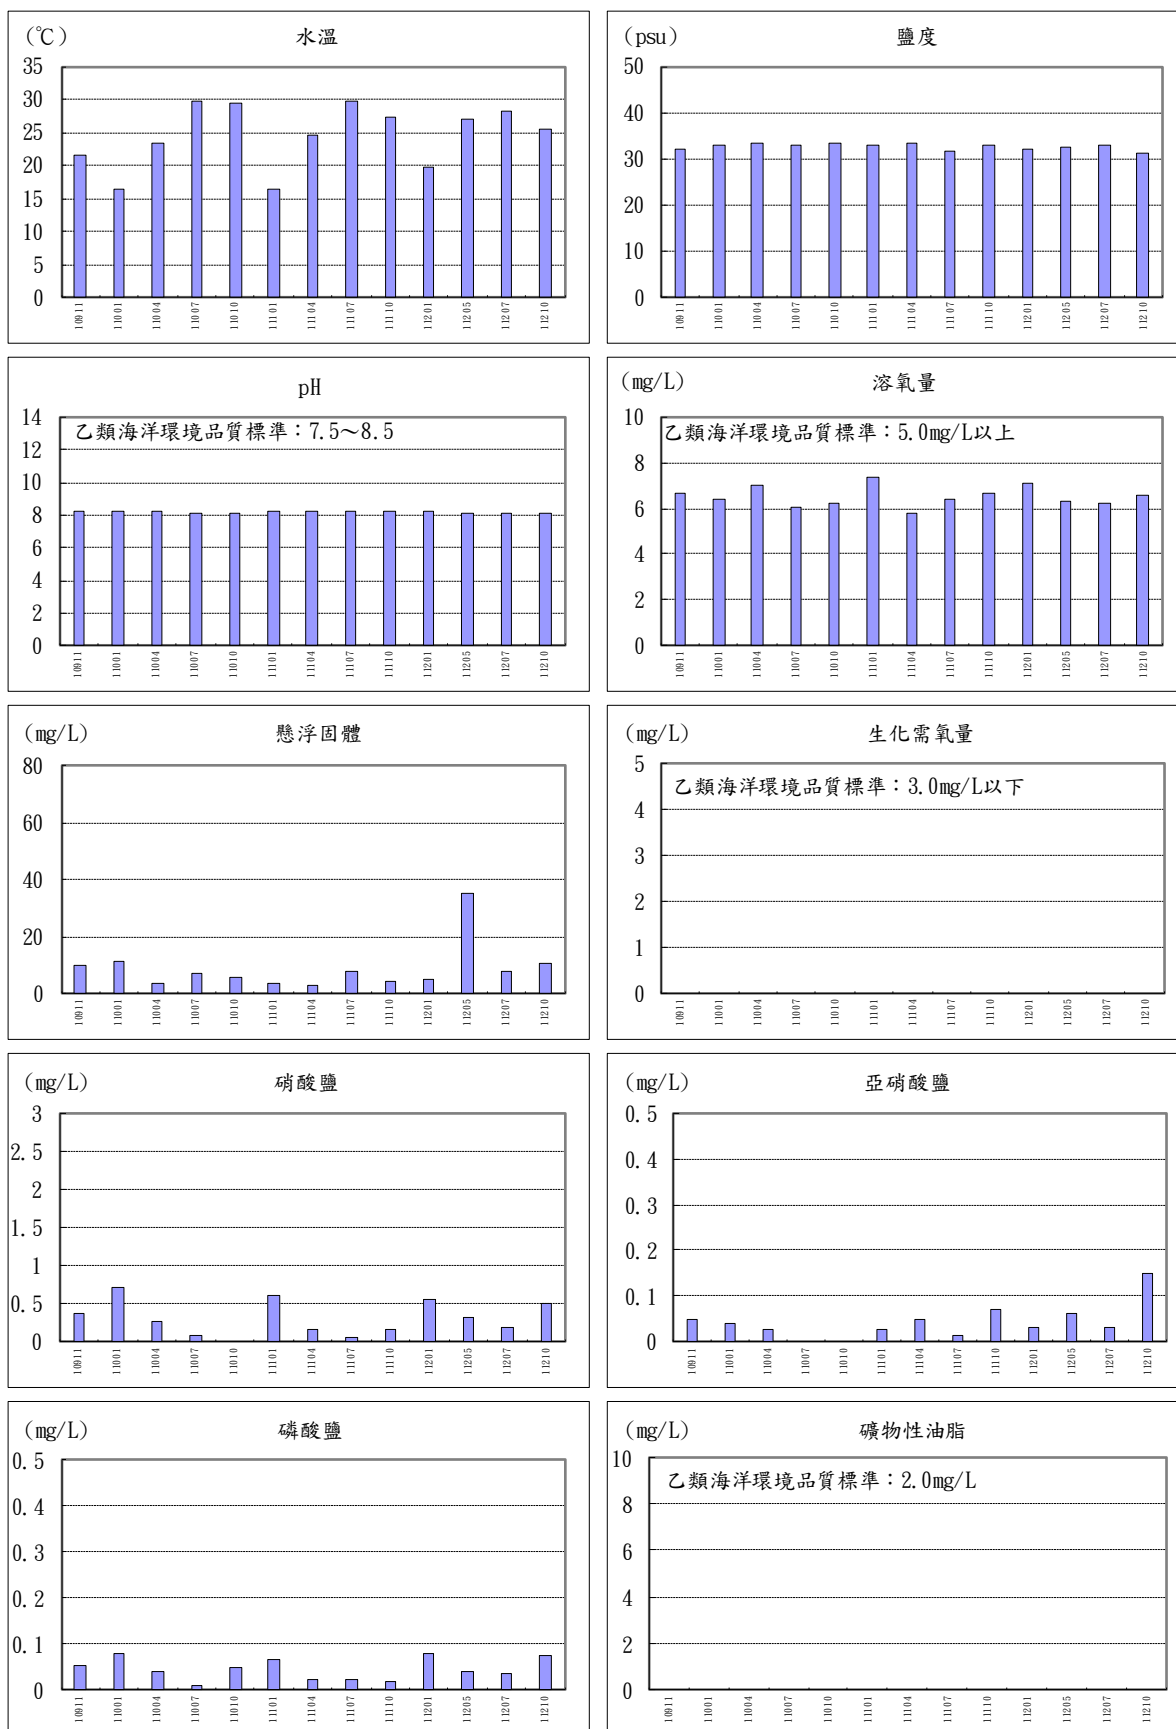 (℃) 水溫
35
30
25
20
15
10
5
0
10911 11001 11004 11007 11010 11101 11104 11107 11110 11201 11205 11207 11210
(psu) 鹽度
50
40
30
20
10
0
10911 11001 11004 11007 11010 11101 11104 11107 11110 11201 11205 11207 11210
pH
乙類海洋環境品質標準：7.5～8.5
14
12
10
8
6
4
2
0
10911 11001 11004 11007 11010 11101 11104 11107 11110 11201 11205 11207 11210
(mg/L) 溶氧量
乙類海洋環境品質標準：5.0mg/L以上
10
8
6
4
2
0
10911 11001 11004 11007 11010 11101 11104 11107 11110 11201 11205 11207 11210
(mg/L) 懸浮固體
80
60
40
20
0
10911 11001 11004 11007 11010 11101 11104 11107 11110 11201 11205 11207 11210
(mg/L) 生化需氧量
乙類海洋環境品質標準：3.0mg/L以下
5
4
3
2
1
0
10911 11001 11004 11007 11010 11101 11104 11107 11110 11201 11205 11207 11210
(mg/L) 硝酸鹽
3
2.5
2
1.5
1
0.5
0
10911 11001 11004 11007 11010 11101 11104 11107 11110 11201 11205 11207 11210
(mg/L) 亞硝酸鹽
0.5
0.4
0.3
0.2
0.1
0
10911 11001 11004 11007 11010 11101 11104 11107 11110 11201 11205 11207 11210
(mg/L) 磷酸鹽
0.5
0.4
0.3
0.2
0.1
0
10911 11001 11004 11007 11010 11101 11104 11107 11110 11201 11205 11207 11210
(mg/L) 礦物性油脂
乙類海洋環境品質標準：2.0mg/L
10
8
6
4
2
0
10911 11001 11004 11007 11010 11101 11104 11107 11110 11201 11205 11207 11210